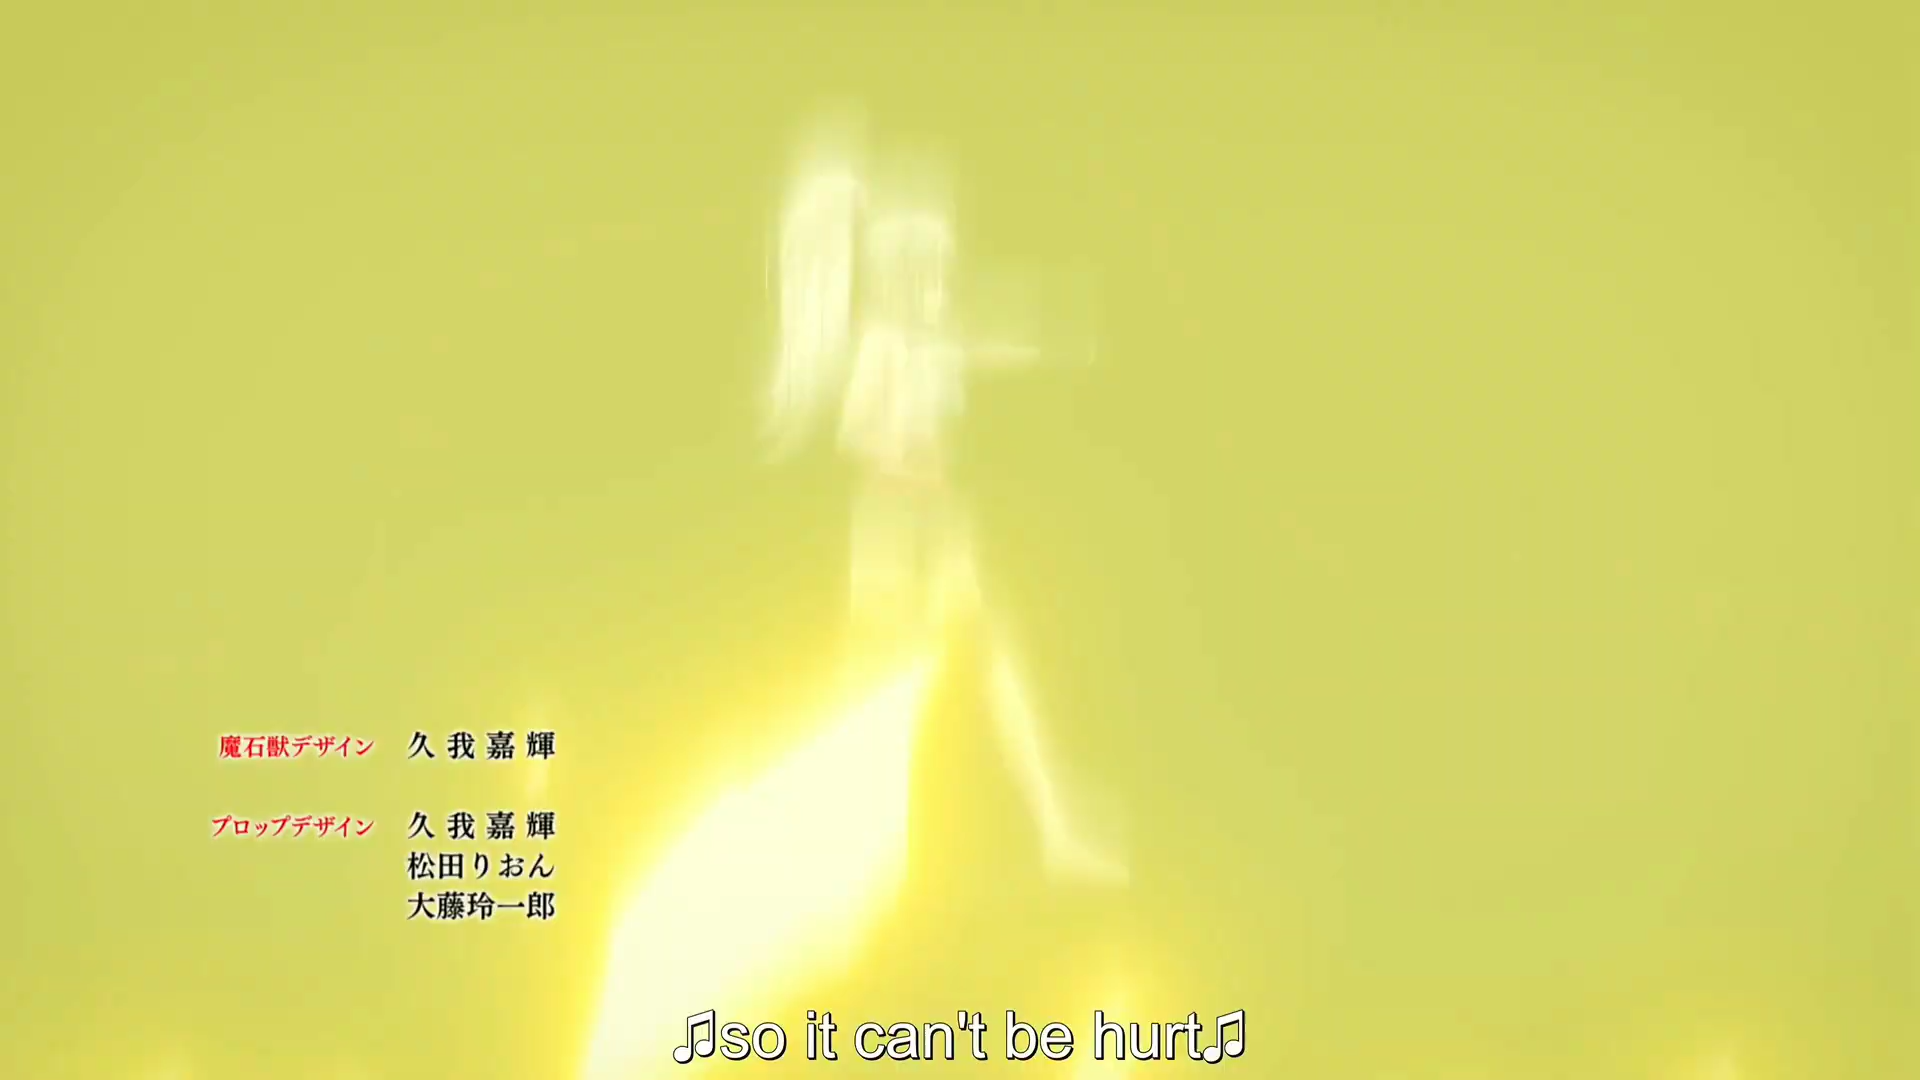 魔石獣デザイン 久我嘉輝
プロップデザイン 久我嘉輝
松田りおん
大藤玲一郎
♫so it can't be hurt♫